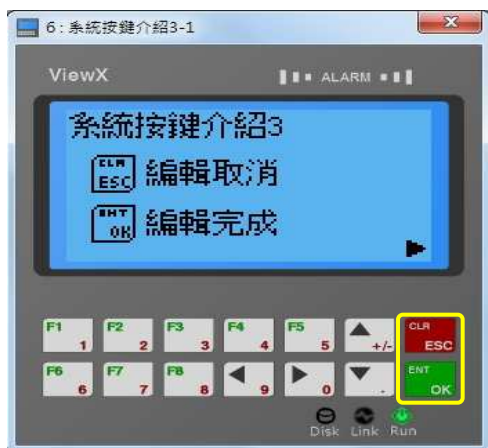 6 : 系統按鍵介紹3-1
ViewX ALARM
系統按鍵介紹3
CLR ESC 編輯取消
ENT OK 編輯完成
F1 1 F2 2 F3 3 F4 4 F5 5 +/- CLR ESC
F6 6 F7 7 F8 8 9 0 . ENT OK
Disk Link Run